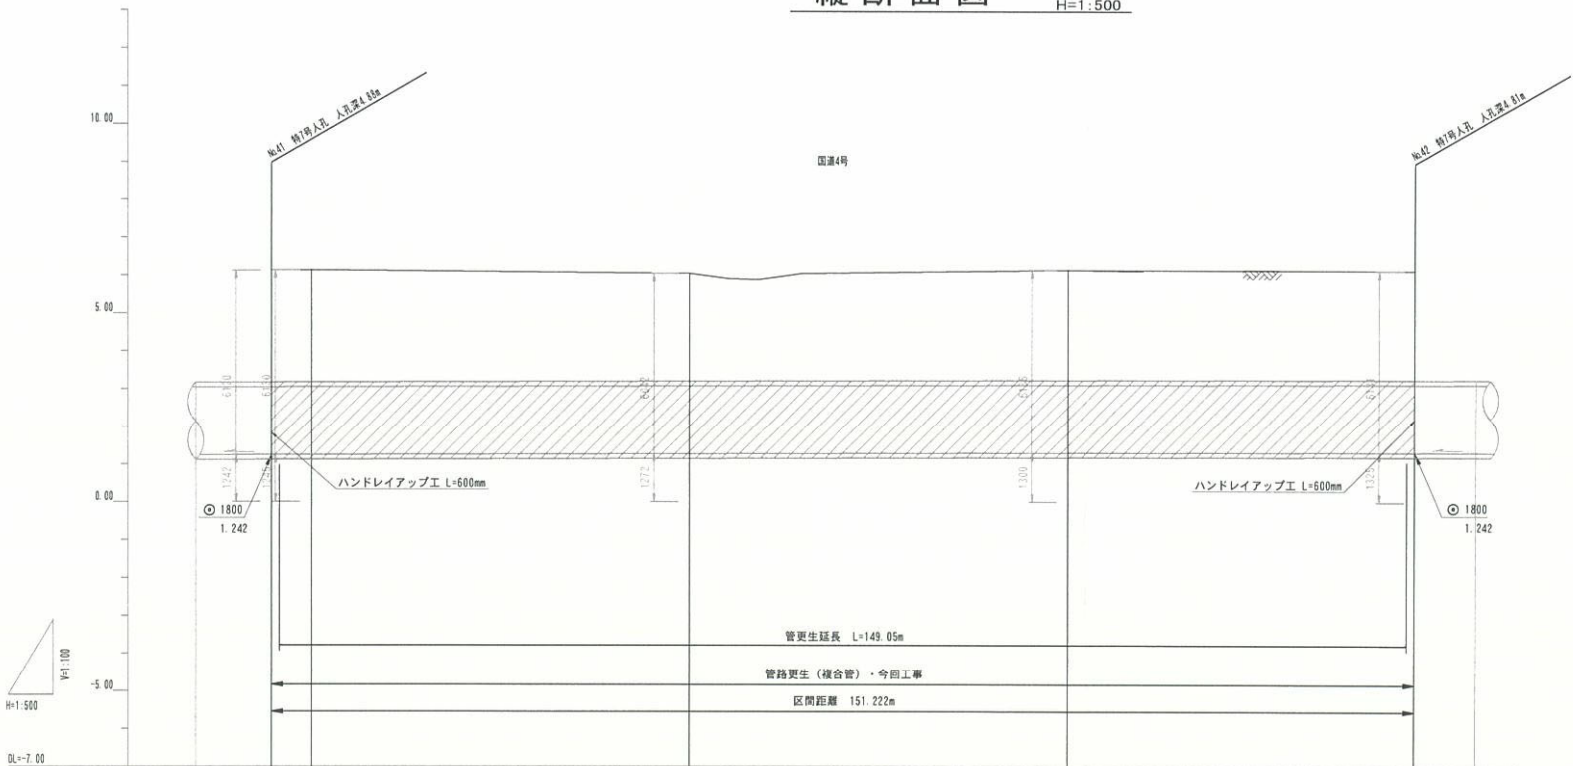 縦断面図
H=1:500
No.41 特7号人孔 人孔深4.88m
No.42 特7号人孔 人孔深4.81m
10.00
国道4号
5.00
1242
1245
1272
1300
1325
ハンドレイアップ工 L=600mm
ハンドレイアップ工 L=600mm
0.00
1800
1.242
1800
1.242
管更生延長 L=149.05m
管路更生（複合管）・今回工事
-5.00
区間距離 151.222m
V=1:100
H=1:500
DL=-7.00